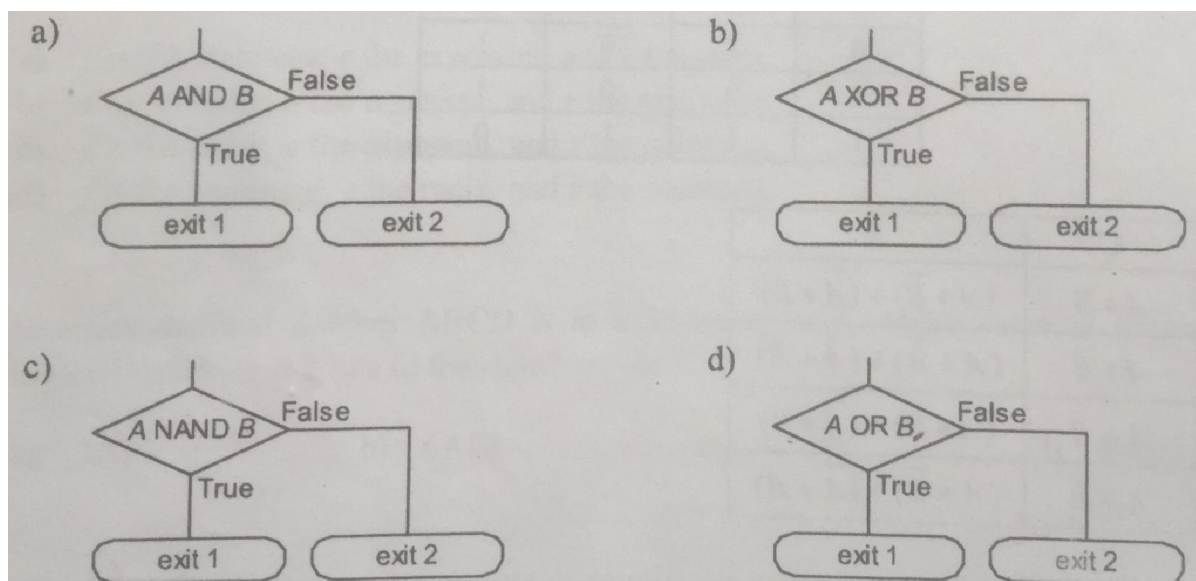 a)
A AND B
False
True
exit 1
exit 2
b)
A XOR B
False
True
exit 1
exit 2
c)
A NAND B
False
True
exit 1
exit 2
d)
A OR B
False
True
exit 1
exit 2